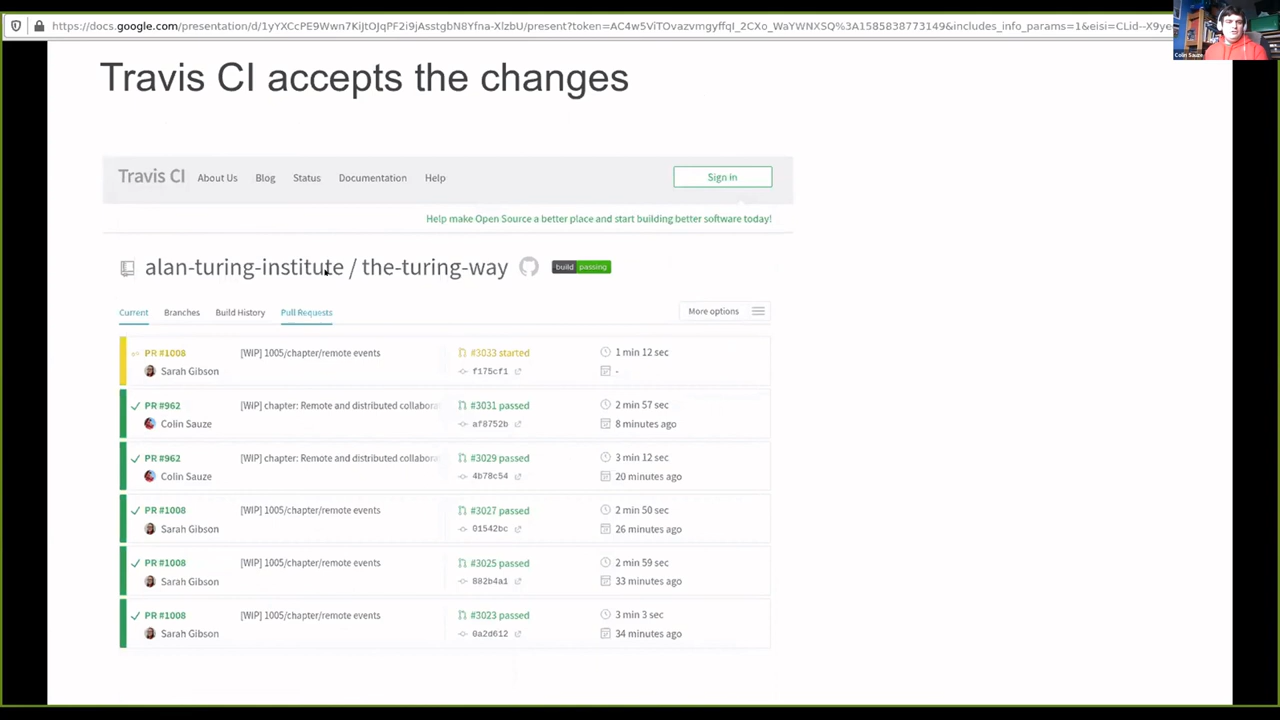 https://docs.google.com/presentation/d/1yYXCcPE9Wwn7KiJtOJqPF2i9jAsstgbN8Yfna-XlzbU/present?token=AC4w5ViTOvazvmgyffqI_2CXo_WaYWNXSQ%3A1585838773149&includes_info_params=1&eisi=CLid--X9ye
Colin Sauze
Travis CI accepts the changes
Travis CI About Us Blog Status Documentation Help Sign in
Help make Open Source a better place and start building better software today!
alan-turing-institute / the-turing-way build passing
Current Branches Build History Pull Requests More options
PR #1008 [WIP] 1005/chapter/remote events #3033 started 1 min 12 sec
Sarah Gibson f175cf1 -
PR #962 [WIP] chapter: Remote and distributed collabora #3031 passed 2 min 57 sec
Colin Sauze af8752b 8 minutes ago
PR #962 [WIP] chapter: Remote and distributed collabora #3029 passed 3 min 12 sec
Colin Sauze 4b78c54 20 minutes ago
PR #1008 [WIP] 1005/chapter/remote events #3027 passed 2 min 50 sec
Sarah Gibson 01542bc 26 minutes ago
PR #1008 [WIP] 1005/chapter/remote events #3025 passed 2 min 59 sec
Sarah Gibson 882b4a1 33 minutes ago
PR #1008 [WIP] 1005/chapter/remote events #3023 passed 3 min 3 sec
Sarah Gibson 0a2d612 34 minutes ago